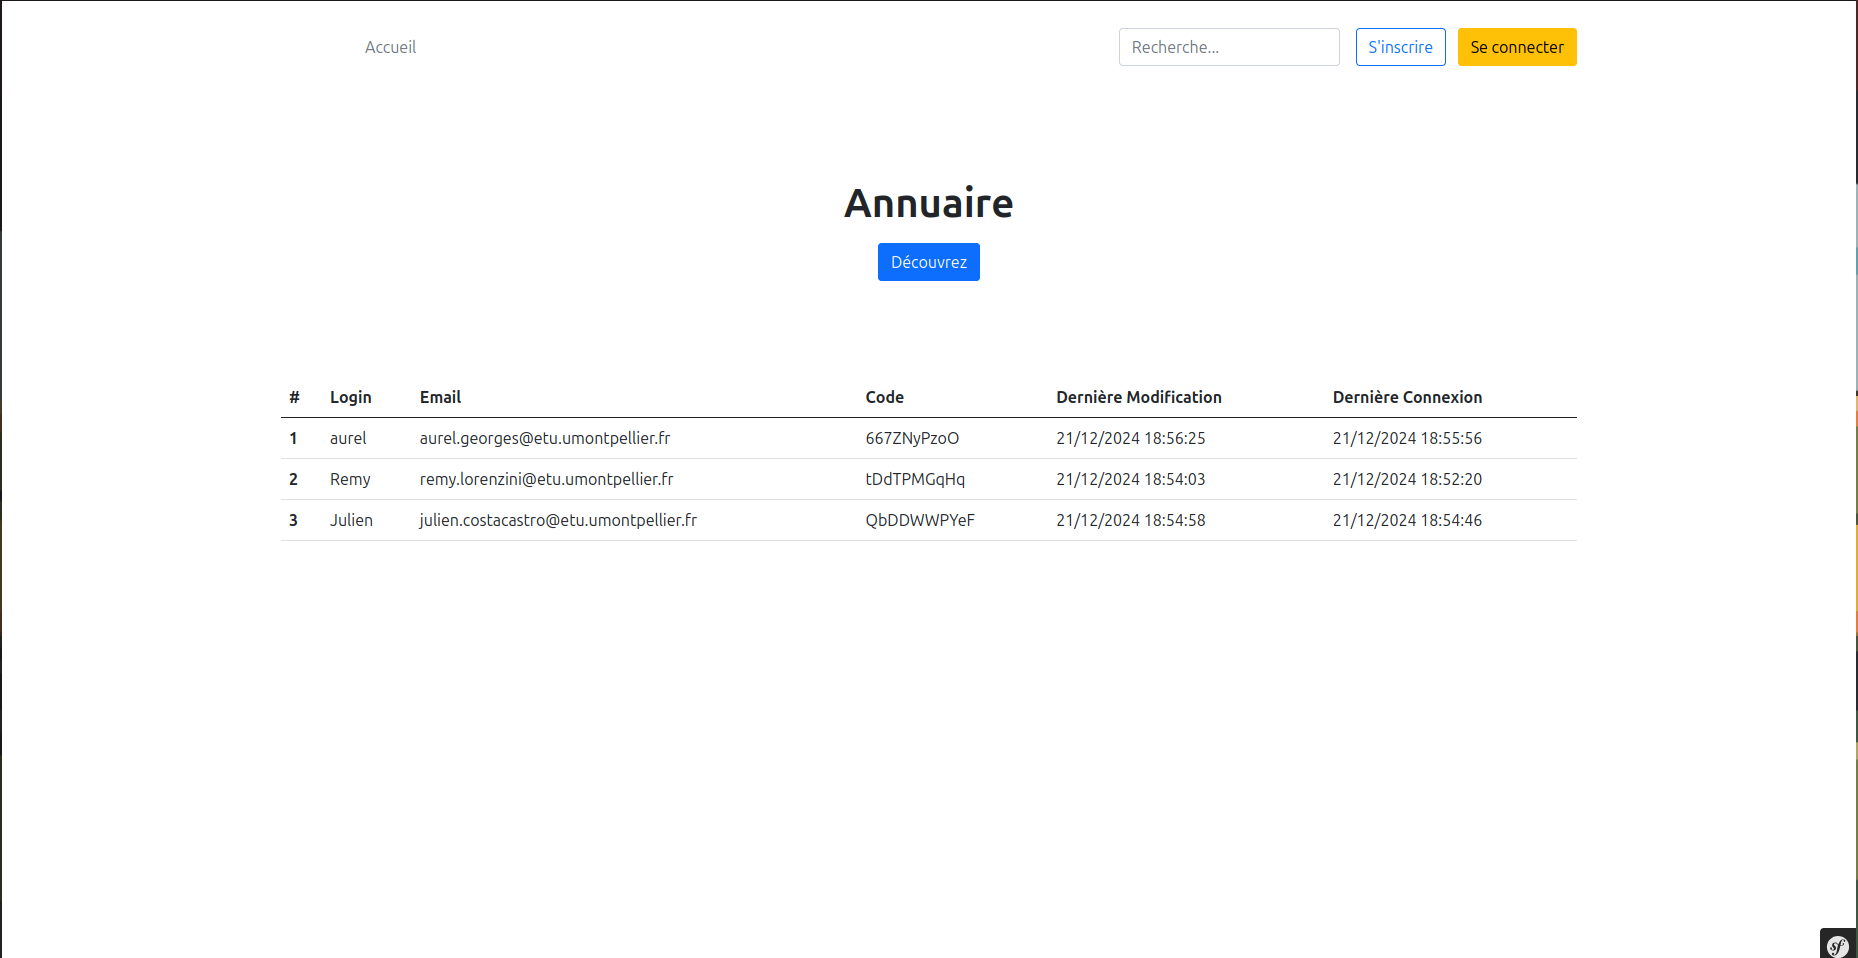 Accueil Recherche... S'inscrire Se connecter
Annuaire
Découvrez
# Login Email Code Dernière Modification Dernière Connexion
1 aurel aurel.georges@etu.umontpellier.fr 667ZNyPzoO 21/12/2024 18:56:25 21/12/2024 18:55:56
2 Remy remy.lorenzini@etu.umontpellier.fr tDdTPMGqHq 21/12/2024 18:54:03 21/12/2024 18:52:20
3 Julien julien.costacastro@etu.umontpellier.fr QbDDWWPYeF 21/12/2024 18:54:58 21/12/2024 18:54:46
sf